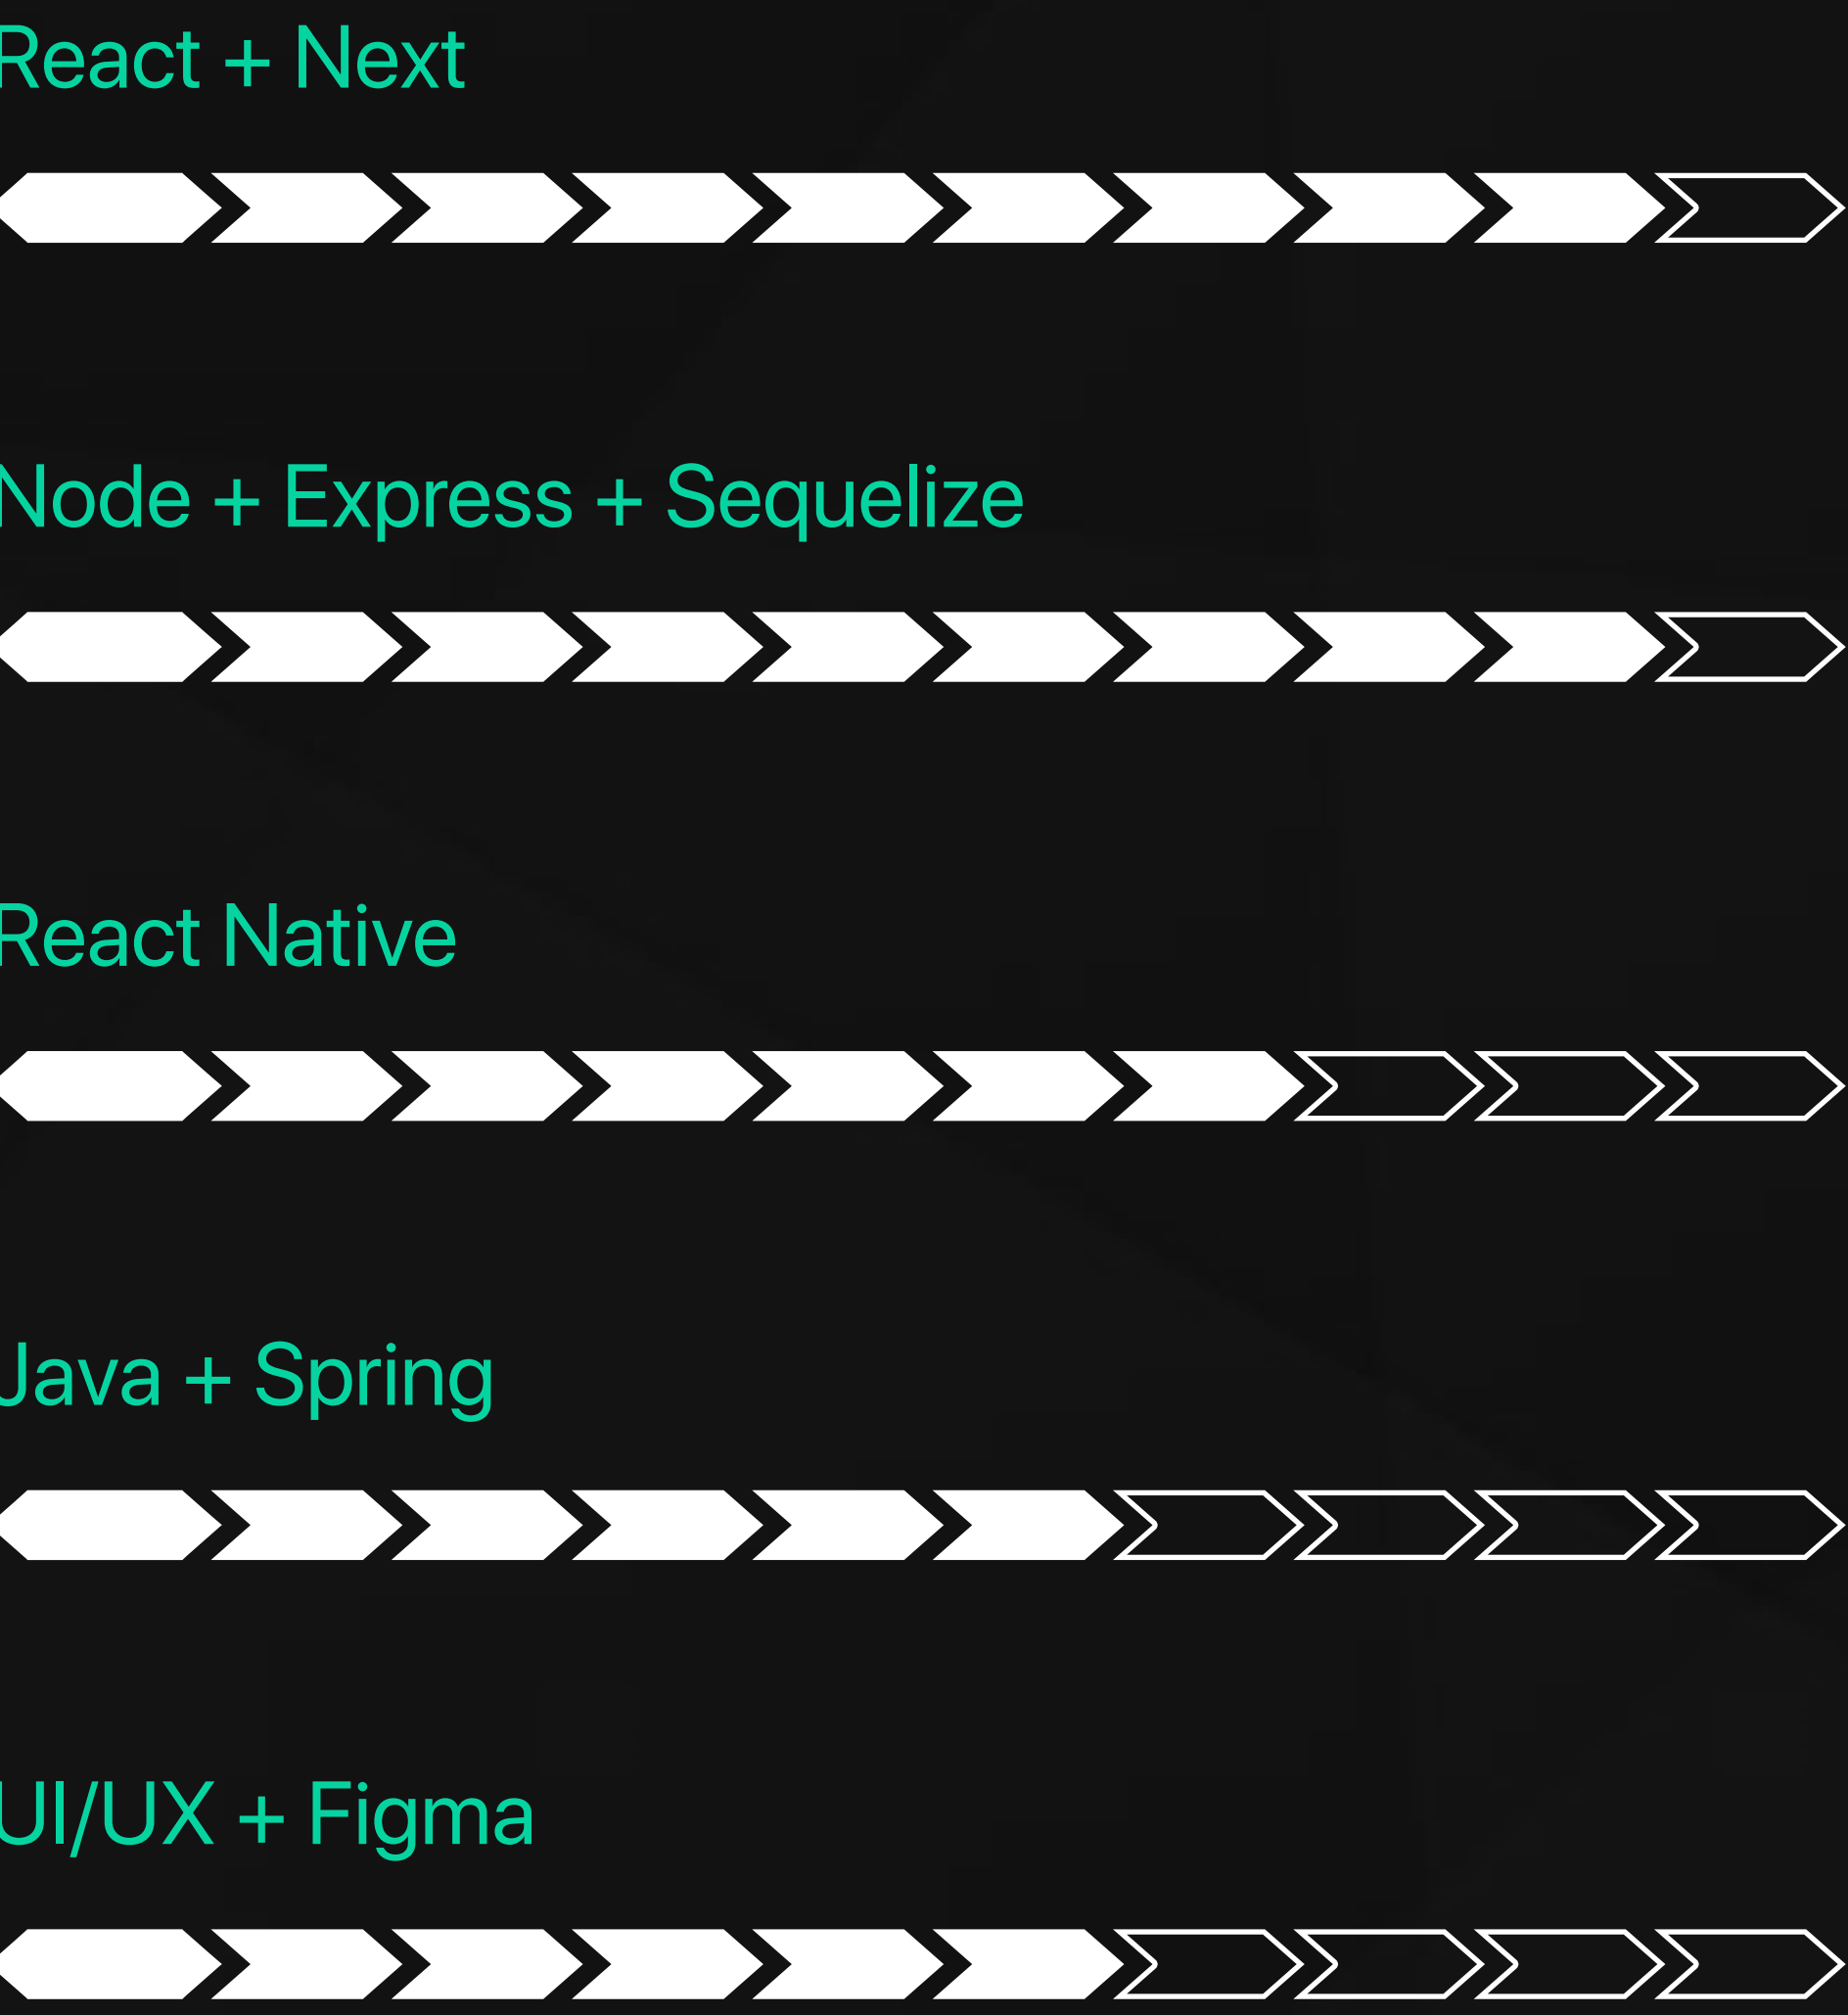 React + Next
Node + Express + Sequelize
React Native
Java + Spring
UI/UX + Figma